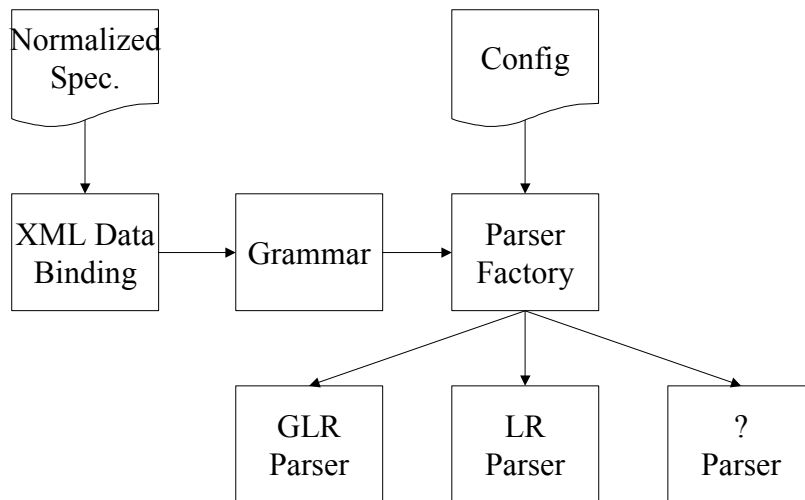 Normalized
Spec.
Config
XML Data
Binding
Grammar
Parser
Factory
GLR
Parser
LR
Parser
?
Parser